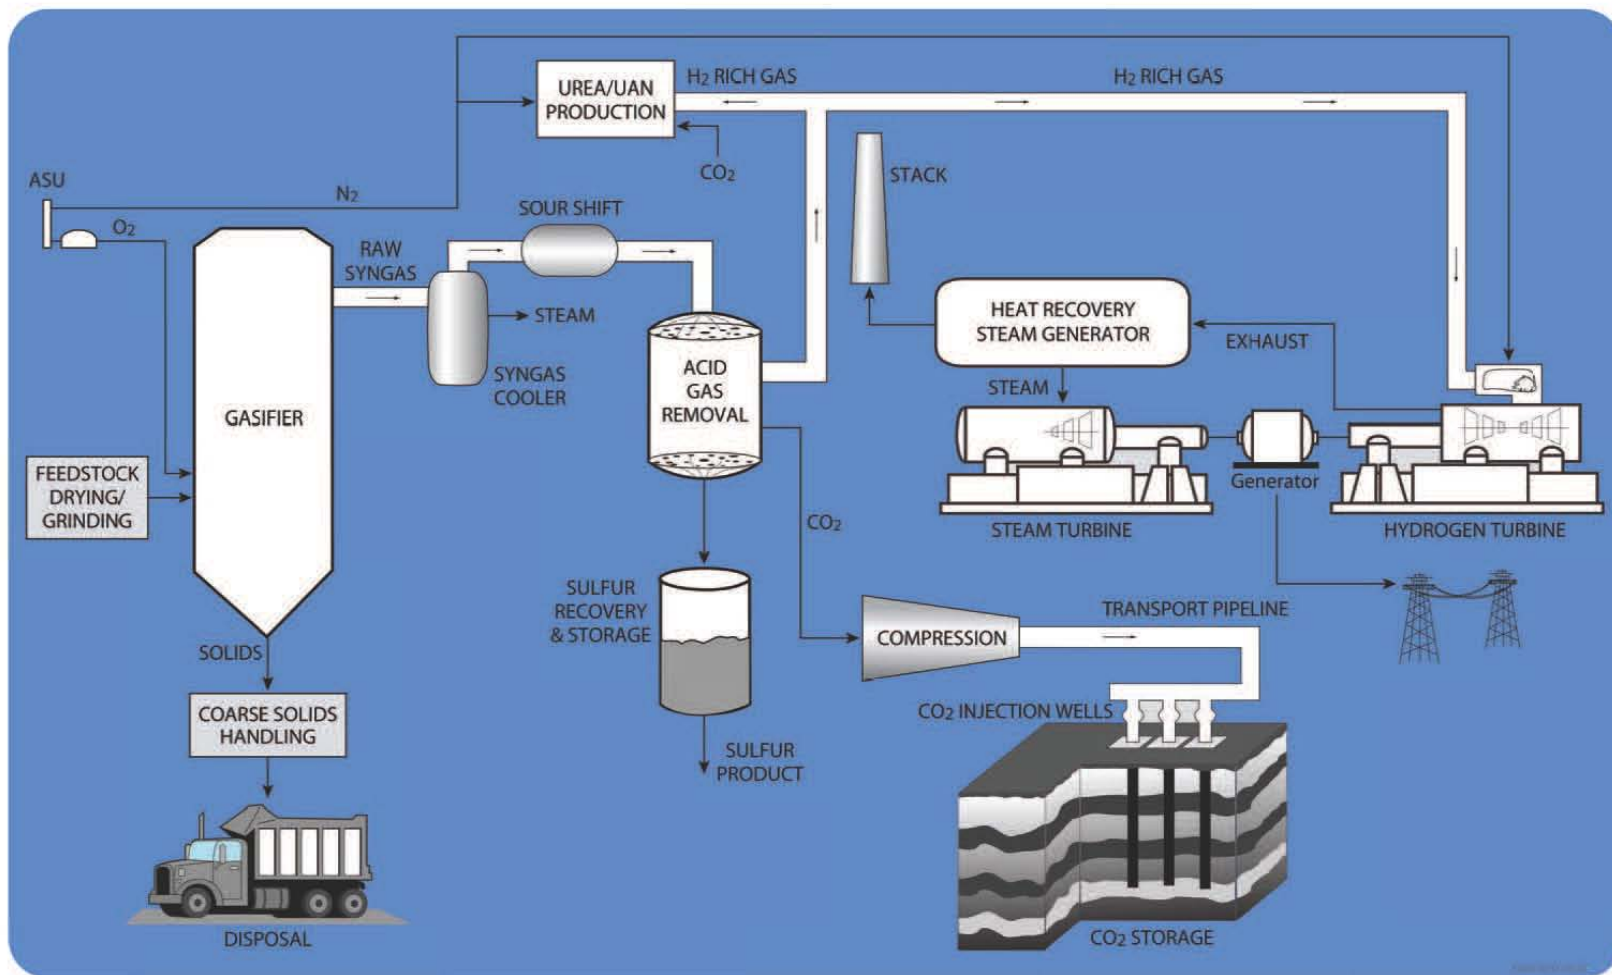 H2 RICH GAS
H2 RICH GAS
UREA/UAN
PRODUCTION
CO2
STACK
ASU
N2
O2
SOUR SHIFT
RAW
SYNGAS
STEAM
SYNGAS
COOLER
HEAT RECOVERY
STEAM GENERATOR
EXHAUST
STEAM
ACID
GAS
REMOVAL
GASIFIER
FEEDSTOCK
DRYING/
GRINDING
Generator
STEAM TURBINE
HYDROGEN TURBINE
CO2
SULFUR
RECOVERY
& STORAGE
COMPRESSION
TRANSPORT PIPELINE
SOLIDS
COARSE SOLIDS
HANDLING
CO2 INJECTION WELLS
SULFUR
PRODUCT
DISPOSAL
CO2 STORAGE